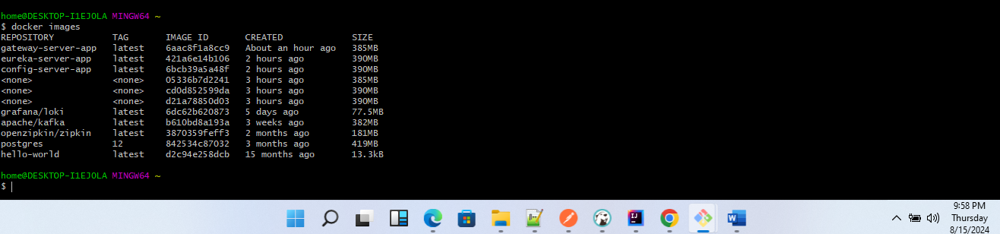 home@DESKTOP-I1EJOLA MINGW64 ~
$ docker images
REPOSITORY TAG IMAGE ID CREATED SIZE
gateway-server-app latest 6aac8f1a8cc9 About an hour ago 385MB
eureka-server-app latest 421a6e14b106 2 hours ago 390MB
config-server-app latest 6bcb39a5a48f 2 hours ago 390MB
<none> <none> 05336b7d2241 3 hours ago 385MB
<none> <none> cd0d852599da 3 hours ago 390MB
<none> <none> d21a78850d03 3 hours ago 390MB
grafana/loki latest 6dc62b620873 5 days ago 77.5MB
apache/kafka latest b610bd8a193a 3 weeks ago 382MB
openzipkin/zipkin latest 3870359feff3 2 months ago 181MB
postgres 12 842534c87032 3 months ago 419MB
hello-world latest d2c94e258dcb 15 months ago 13.3kB
home@DESKTOP-I1EJOLA MINGW64 ~
$
9:58 PM
Thursday
8/15/2024